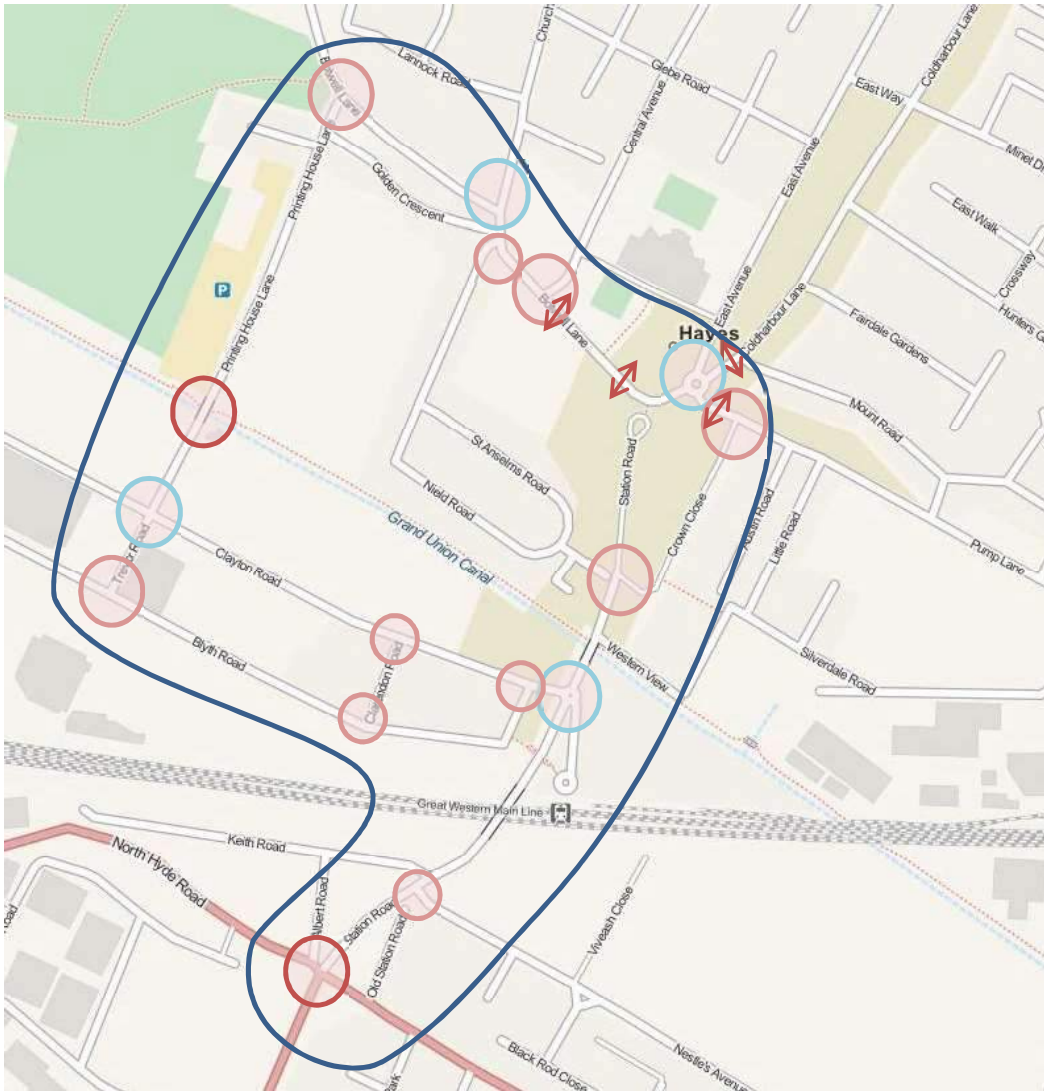 Lannock Road
Church
Glebe Road
Coldharbour Lane
East Way
Central Avenue
Minet D
East Avenue
Printing House Lane
Golden Crescent
East Walk
Crossway
Hunters G
P
Printing House Lane
East Avenue
Coldharbour Lane
Fairdale Gardens
Hayes
Lane
Mount Road
St Anselms Road
Station Road
Nield Road
Crown Close
Austin Road
Little Road
Grand Union Canal
Pump Lane
Trevor Road
Clayton Road
Blyth Road
Clarendon Road
Western View
Silverdale Road
Great Western Main Line
Keith Road
North Hyde Road
Albert Road
Station Road
Old Station Road
Viveash Close
Road
Black Rod Close
Nestle's Avenue
ark